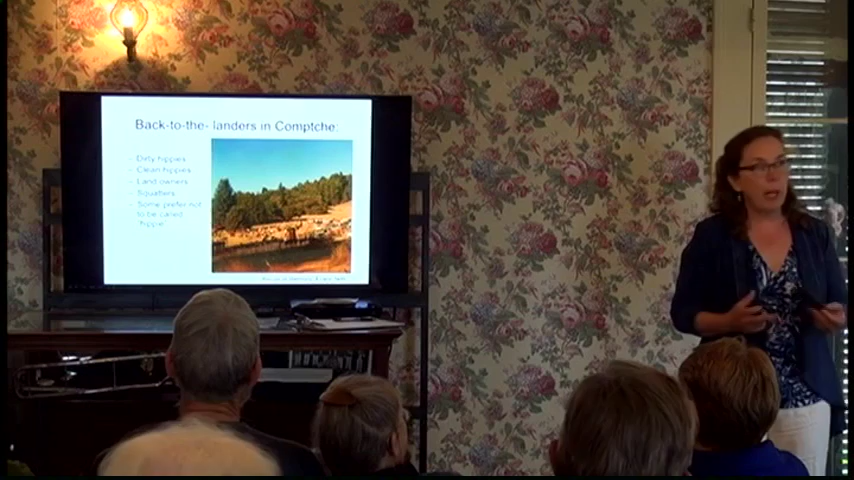 Back-to-the- landers in Comptche:
- Dirty hippies
- Clean hippies
- Land owners
- Squatters
- Some prefer not
to be called
"hippie"